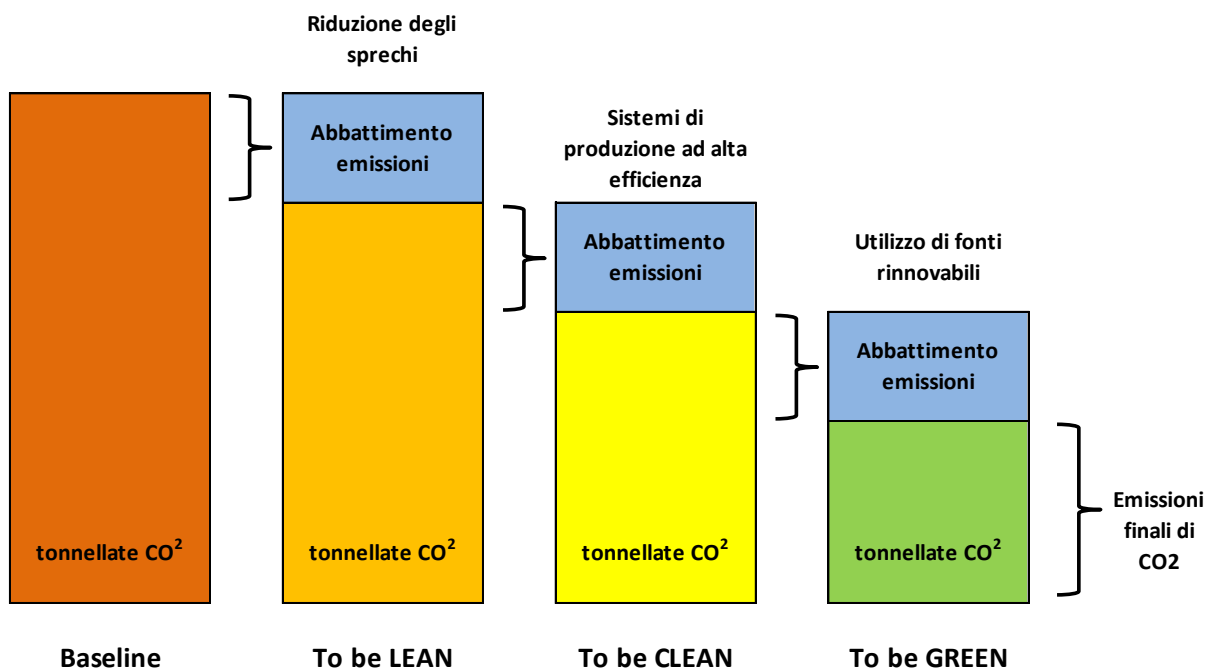 Riduzione degli
sprechi
Abbattimento
emissioni
Sistemi di
produzione ad alta
efficienza
Abbattimento
emissioni
Utilizzo di fonti
rinnovabili
Abbattimento
emissioni
tonnellate CO²
tonnellate CO²
tonnellate CO²
tonnellate CO²
Emissioni
finali di
CO2
Baseline
To be LEAN
To be CLEAN
To be GREEN